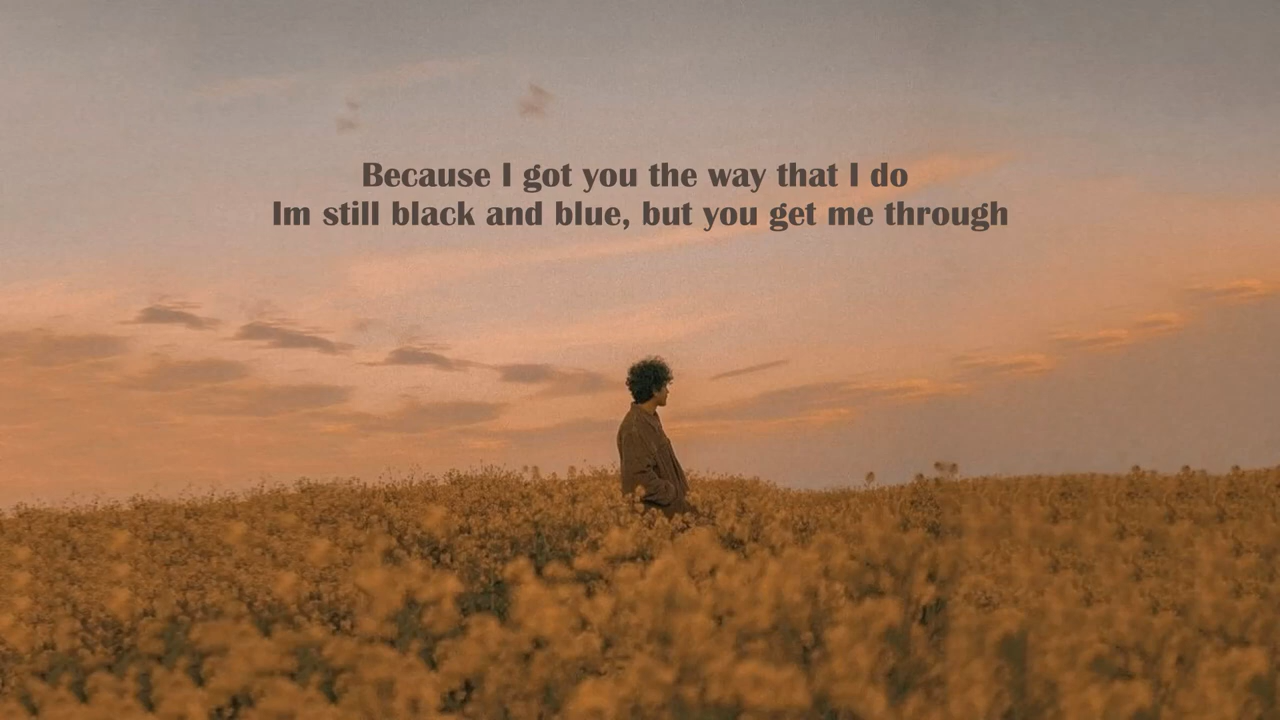 Because I got you the way that I do
Im still black and blue, but you get me through